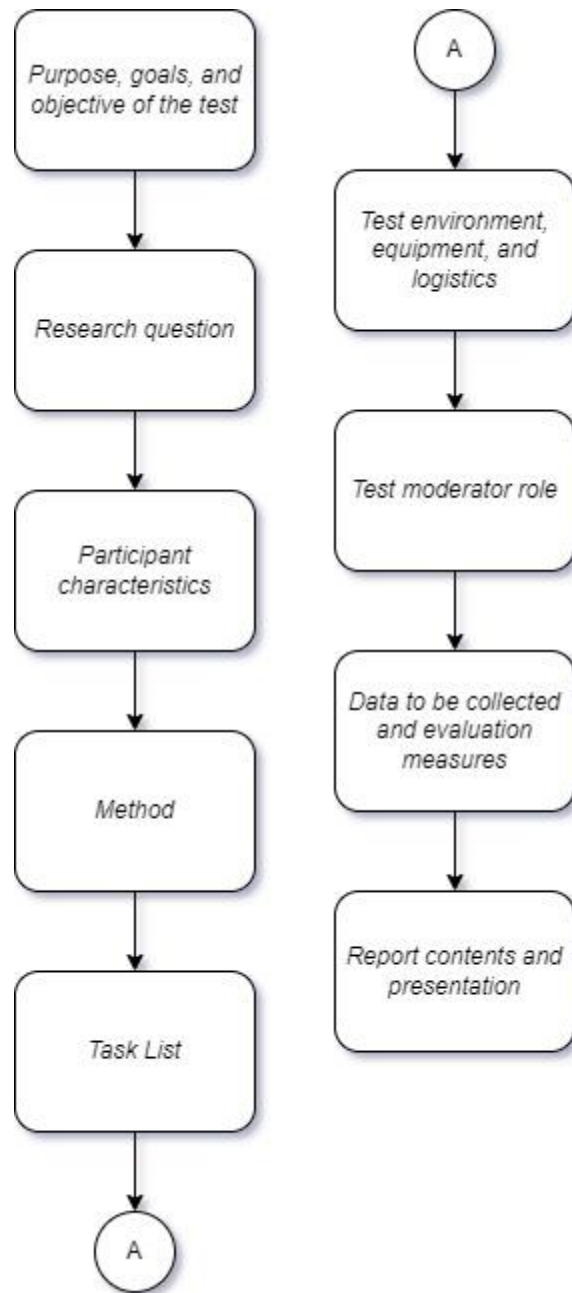 Purpose, goals, and
objective of the test
Research question
Participant
characteristics
Method
Task List
A
A
Test environment,
equipment, and
logistics
Test moderator role
Data to be collected
and evaluation
measures
Report contents and
presentation